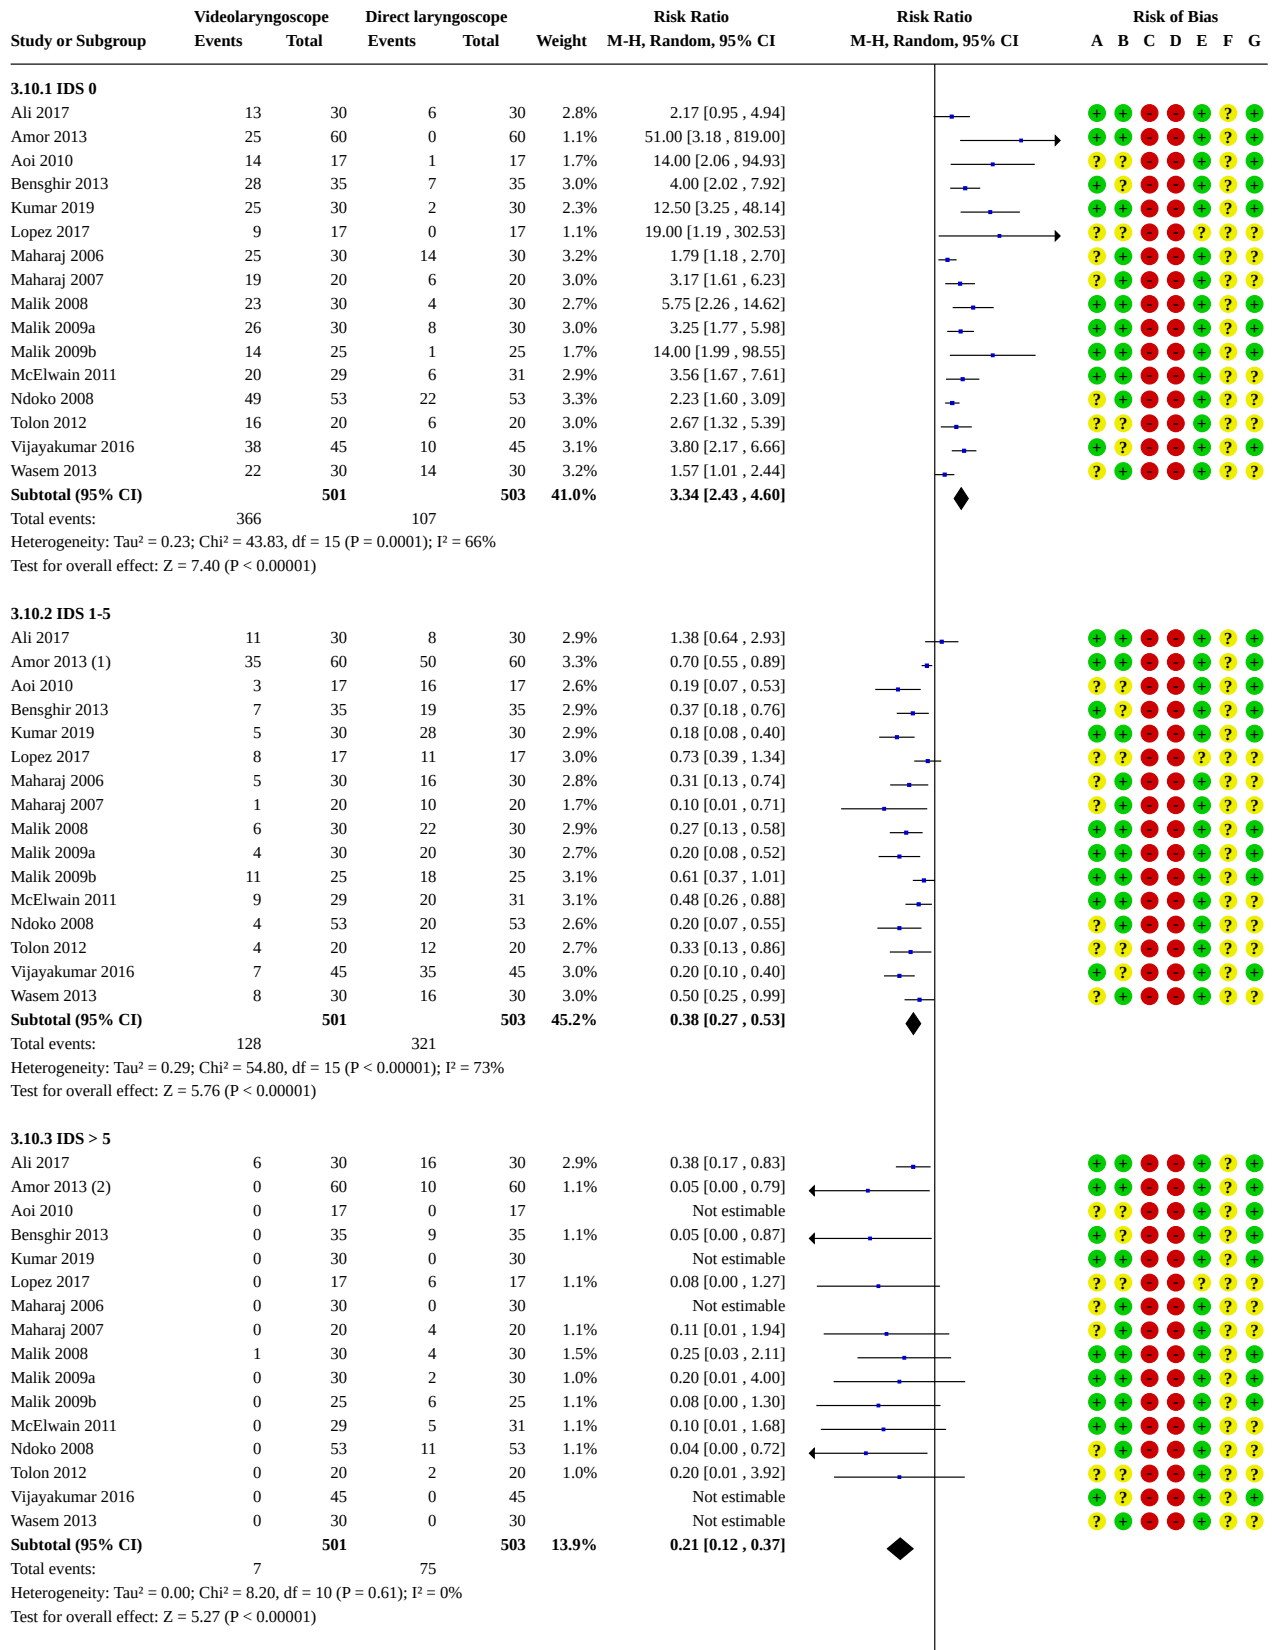 Videolaryngoscope Direct laryngoscope Risk Ratio Risk Ratio Risk of Bias
Study or Subgroup Events Total Events Total Weight M-H, Random, 95% CI M-H, Random, 95% CI A B C D E F G
3.10.1 IDS 0
Ali 2017 13 30 6 30 2.8% 2.17 [0.95 , 4.94] + + - - + ? +
Amor 2013 25 60 0 60 1.1% 51.00 [3.18 , 819.00] + + - - + ? +
Aoi 2010 14 17 1 17 1.7% 14.00 [2.06 , 94.93] ? ? - - + ? +
Bensghir 2013 28 35 7 35 3.0% 4.00 [2.02 , 7.92] + ? - - + ? +
Kumar 2019 25 30 2 30 2.3% 12.50 [3.25 , 48.14] + + - - + ? +
Lopez 2017 9 17 0 17 1.1% 19.00 [1.19 , 302.53] ? ? - - ? ? ?
Maharaj 2006 25 30 14 30 3.2% 1.79 [1.18 , 2.70] ? + - - + ? ?
Maharaj 2007 19 20 6 20 3.0% 3.17 [1.61 , 6.23] ? + - - + ? ?
Malik 2008 23 30 4 30 2.7% 5.75 [2.26 , 14.62] + + - - + ? +
Malik 2009a 26 30 8 30 3.0% 3.25 [1.77 , 5.98] + + - - + ? +
Malik 2009b 14 25 1 25 1.7% 14.00 [1.99 , 98.55] + + - - + ? +
McElwain 2011 20 29 6 31 2.9% 3.56 [1.67 , 7.61] + + - - + ? ?
Ndoko 2008 49 53 22 53 3.3% 2.23 [1.60 , 3.09] ? + - - + ? ?
Tolon 2012 16 20 6 20 3.0% 2.67 [1.32 , 5.39] ? ? - - + ? ?
Vijayakumar 2016 38 45 10 45 3.1% 3.80 [2.17 , 6.66] + ? - - + ? +
Wasem 2013 22 30 14 30 3.2% 1.57 [1.01 , 2.44] ? + - - + ? ?
Subtotal (95% CI) 501 503 41.0% 3.34 [2.43 , 4.60]
Total events: 366 107
Heterogeneity: Tau² = 0.23; Chi² = 43.83, df = 15 (P = 0.0001); I² = 66%
Test for overall effect: Z = 7.40 (P < 0.00001)
3.10.2 IDS 1-5
Ali 2017 11 30 8 30 2.9% 1.38 [0.64 , 2.93] + + - - + ? +
Amor 2013 (1) 35 60 50 60 3.3% 0.70 [0.55 , 0.89] + + - - + ? +
Aoi 2010 3 17 16 17 2.6% 0.19 [0.07 , 0.53] ? ? - - + ? +
Bensghir 2013 7 35 19 35 2.9% 0.37 [0.18 , 0.76] + ? - - + ? +
Kumar 2019 5 30 28 30 2.9% 0.18 [0.08 , 0.40] + + - - + ? +
Lopez 2017 8 17 11 17 3.0% 0.73 [0.39 , 1.34] ? ? - - ? ? ?
Maharaj 2006 5 30 16 30 2.8% 0.31 [0.13 , 0.74] ? + - - + ? ?
Maharaj 2007 1 20 10 20 1.7% 0.10 [0.01 , 0.71] ? + - - + ? ?
Malik 2008 6 30 22 30 2.9% 0.27 [0.13 , 0.58] + + - - + ? +
Malik 2009a 4 30 20 30 2.7% 0.20 [0.08 , 0.52] + + - - + ? +
Malik 2009b 11 25 18 25 3.1% 0.61 [0.37 , 1.01] + + - - + ? +
McElwain 2011 9 29 20 31 3.1% 0.48 [0.26 , 0.88] + + - - + ? ?
Ndoko 2008 4 53 20 53 2.6% 0.20 [0.07 , 0.55] ? + - - + ? ?
Tolon 2012 4 20 12 20 2.7% 0.33 [0.13 , 0.86] ? ? - - + ? ?
Vijayakumar 2016 7 45 35 45 3.0% 0.20 [0.10 , 0.40] + ? - - + ? +
Wasem 2013 8 30 16 30 3.0% 0.50 [0.25 , 0.99] ? + - - + ? ?
Subtotal (95% CI) 501 503 45.2% 0.38 [0.27 , 0.53]
Total events: 128 321
Heterogeneity: Tau² = 0.29; Chi² = 54.80, df = 15 (P < 0.00001); I² = 73%
Test for overall effect: Z = 5.76 (P < 0.00001)
3.10.3 IDS > 5
Ali 2017 6 30 16 30 2.9% 0.38 [0.17 , 0.83] + + - - + ? +
Amor 2013 (2) 0 60 10 60 1.1% 0.05 [0.00 , 0.79] + + - - + ? +
Aoi 2010 0 17 0 17 Not estimable ? ? - - + ? +
Bensghir 2013 0 35 9 35 1.1% 0.05 [0.00 , 0.87] + ? - - + ? +
Kumar 2019 0 30 0 30 Not estimable + + - - + ? +
Lopez 2017 0 17 6 17 1.1% 0.08 [0.00 , 1.27] ? ? - - ? ? ?
Maharaj 2006 0 30 0 30 Not estimable ? + - - + ? ?
Maharaj 2007 0 20 4 20 1.1% 0.11 [0.01 , 1.94] ? + - - + ? ?
Malik 2008 1 30 4 30 1.5% 0.25 [0.03 , 2.11] + + - - + ? +
Malik 2009a 0 30 2 30 1.0% 0.20 [0.01 , 4.00] + + - - + ? +
Malik 2009b 0 25 6 25 1.1% 0.08 [0.00 , 1.30] + + - - + ? +
McElwain 2011 0 29 5 31 1.1% 0.10 [0.01 , 1.68] + + - - + ? ?
Ndoko 2008 0 53 11 53 1.1% 0.04 [0.00 , 0.72] ? + - - + ? ?
Tolon 2012 0 20 2 20 1.0% 0.20 [0.01 , 3.92] ? ? - - + ? ?
Vijayakumar 2016 0 45 0 45 Not estimable + ? - - + ? +
Wasem 2013 0 30 0 30 Not estimable ? + - - + ? ?
Subtotal (95% CI) 501 503 13.9% 0.21 [0.12 , 0.37]
Total events: 7 75
Heterogeneity: Tau² = 0.00; Chi² = 8.20, df = 10 (P = 0.61); I² = 0%
Test for overall effect: Z = 5.27 (P < 0.00001)